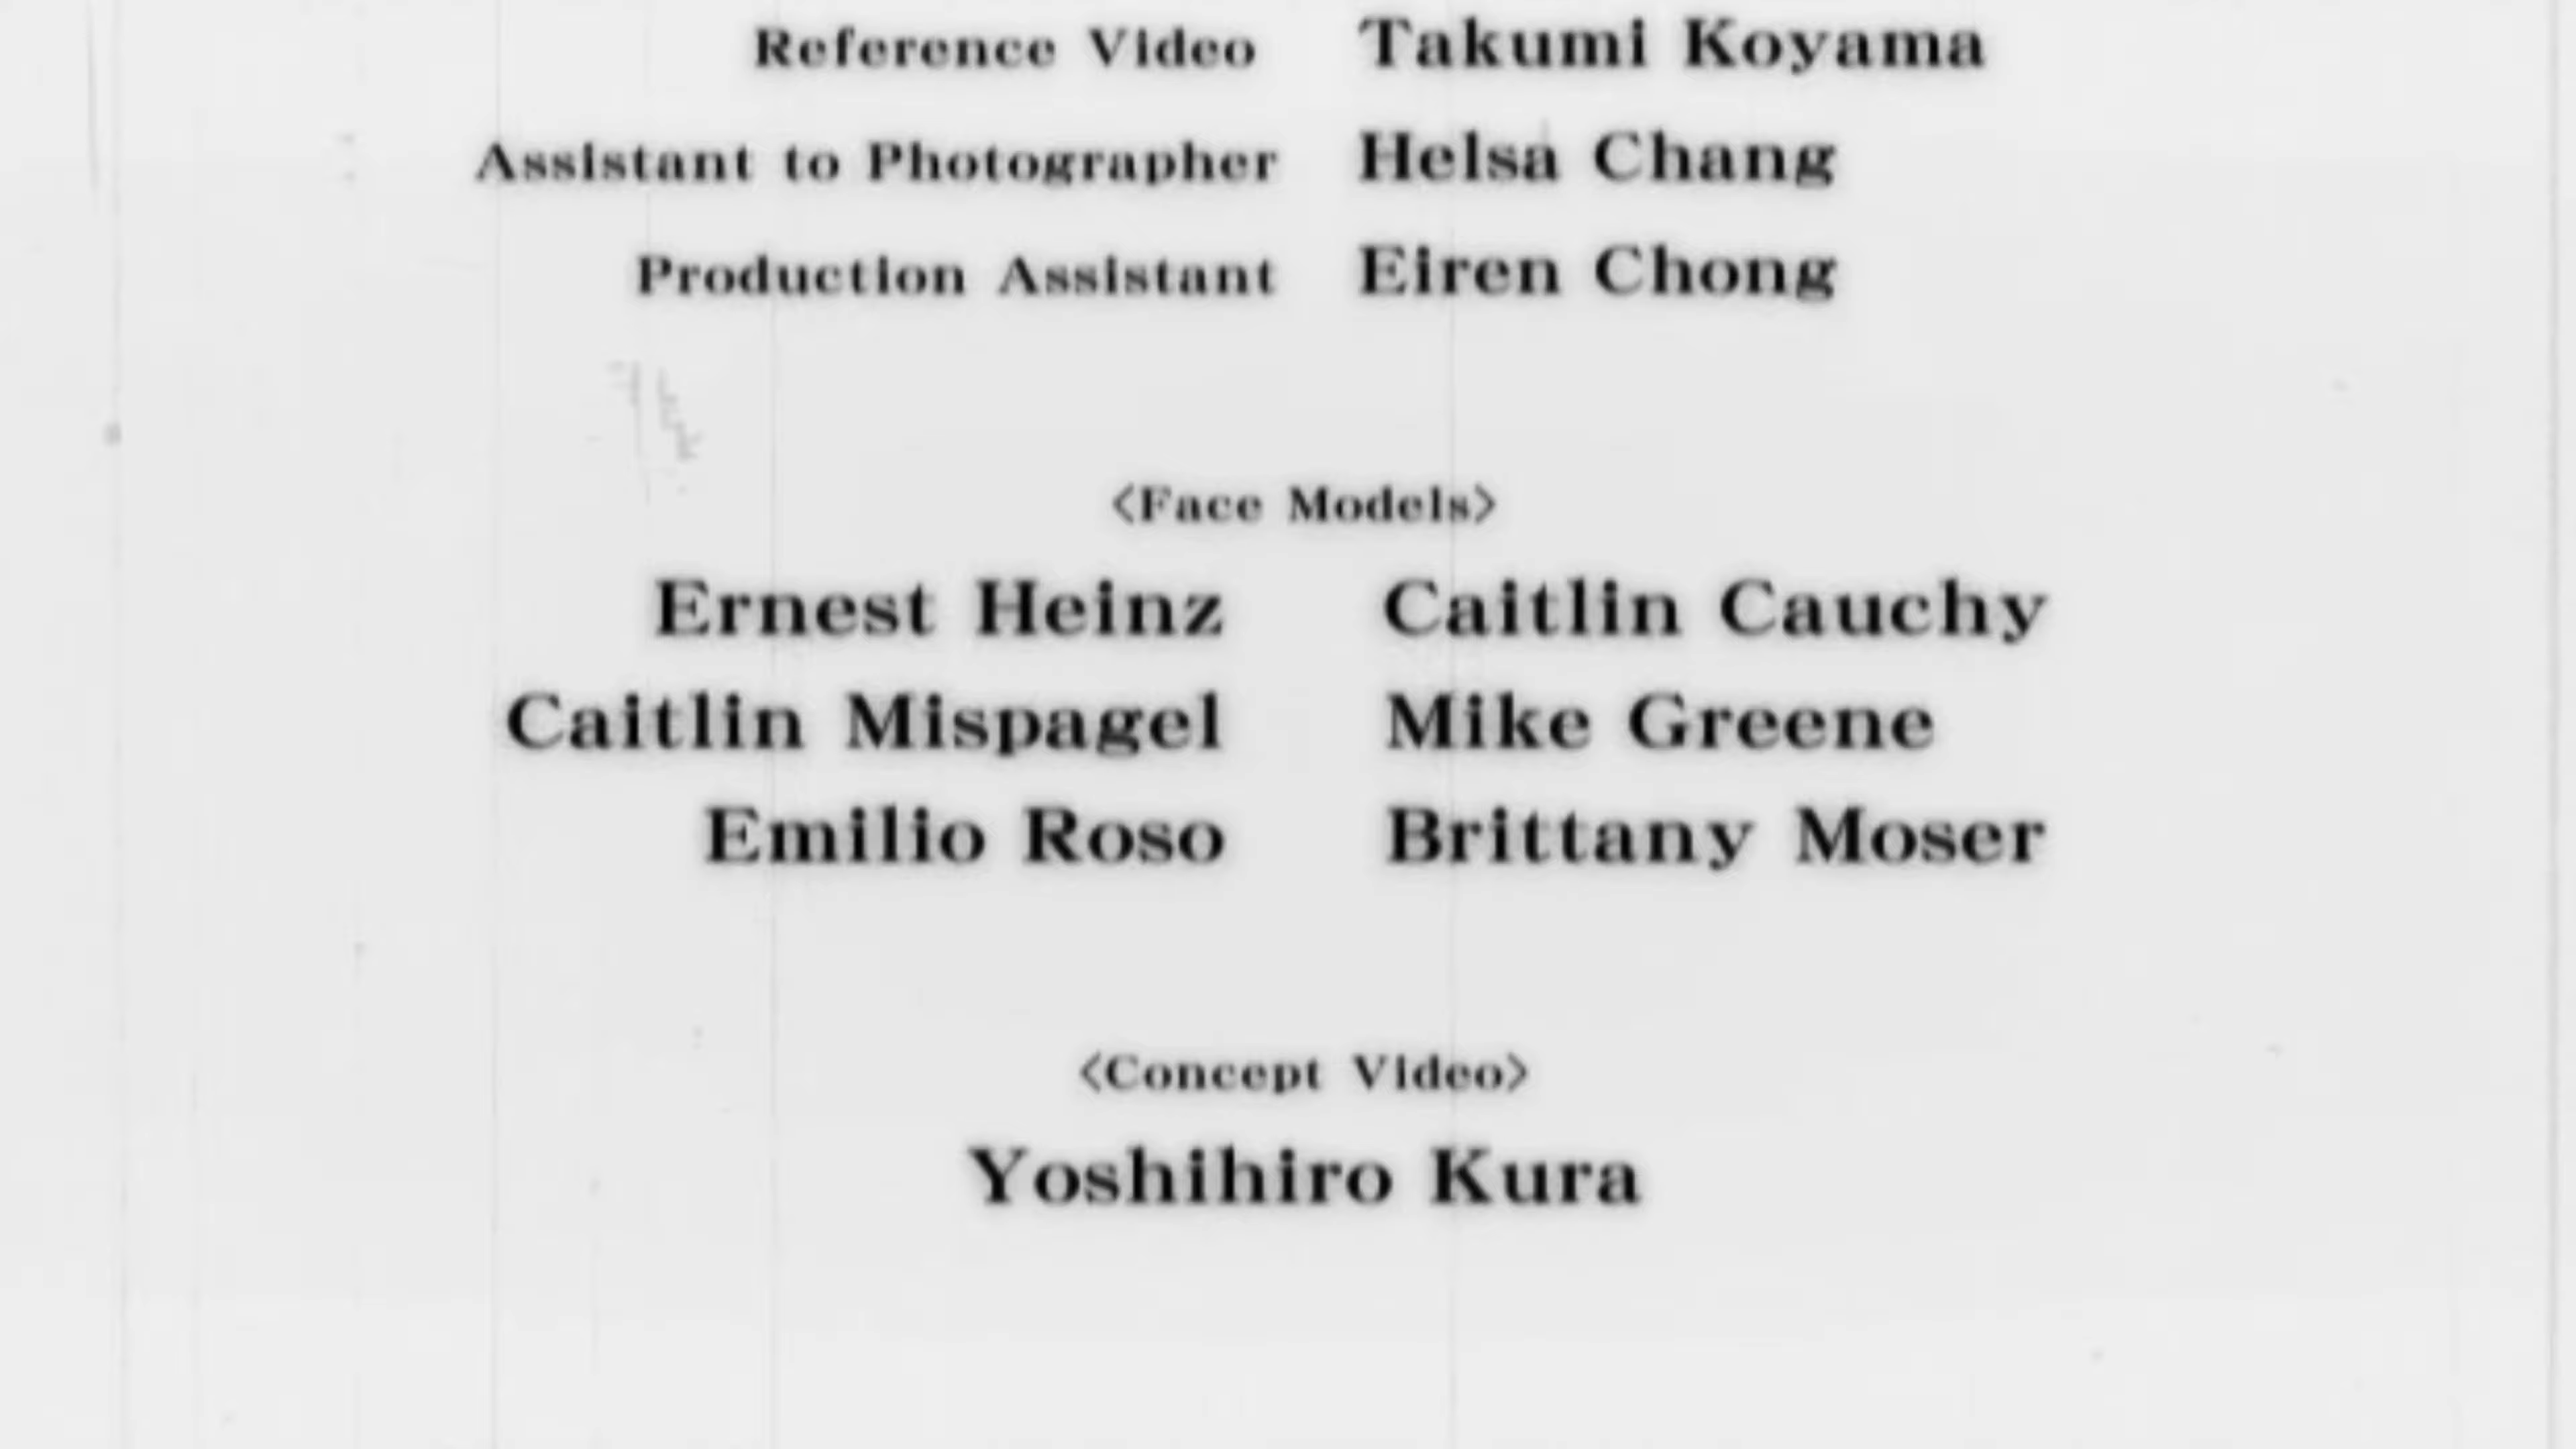 Reference Video Takumi Koyama
Assistant to Photographer Helsa Chang
Production Assistant Eiren Chong
<Face Models>
Ernest Heinz Caitlin Cauchy
Caitlin Mispagel Mike Greene
Emilio Roso Brittany Moser
<Concept Video>
Yoshihiro Kura